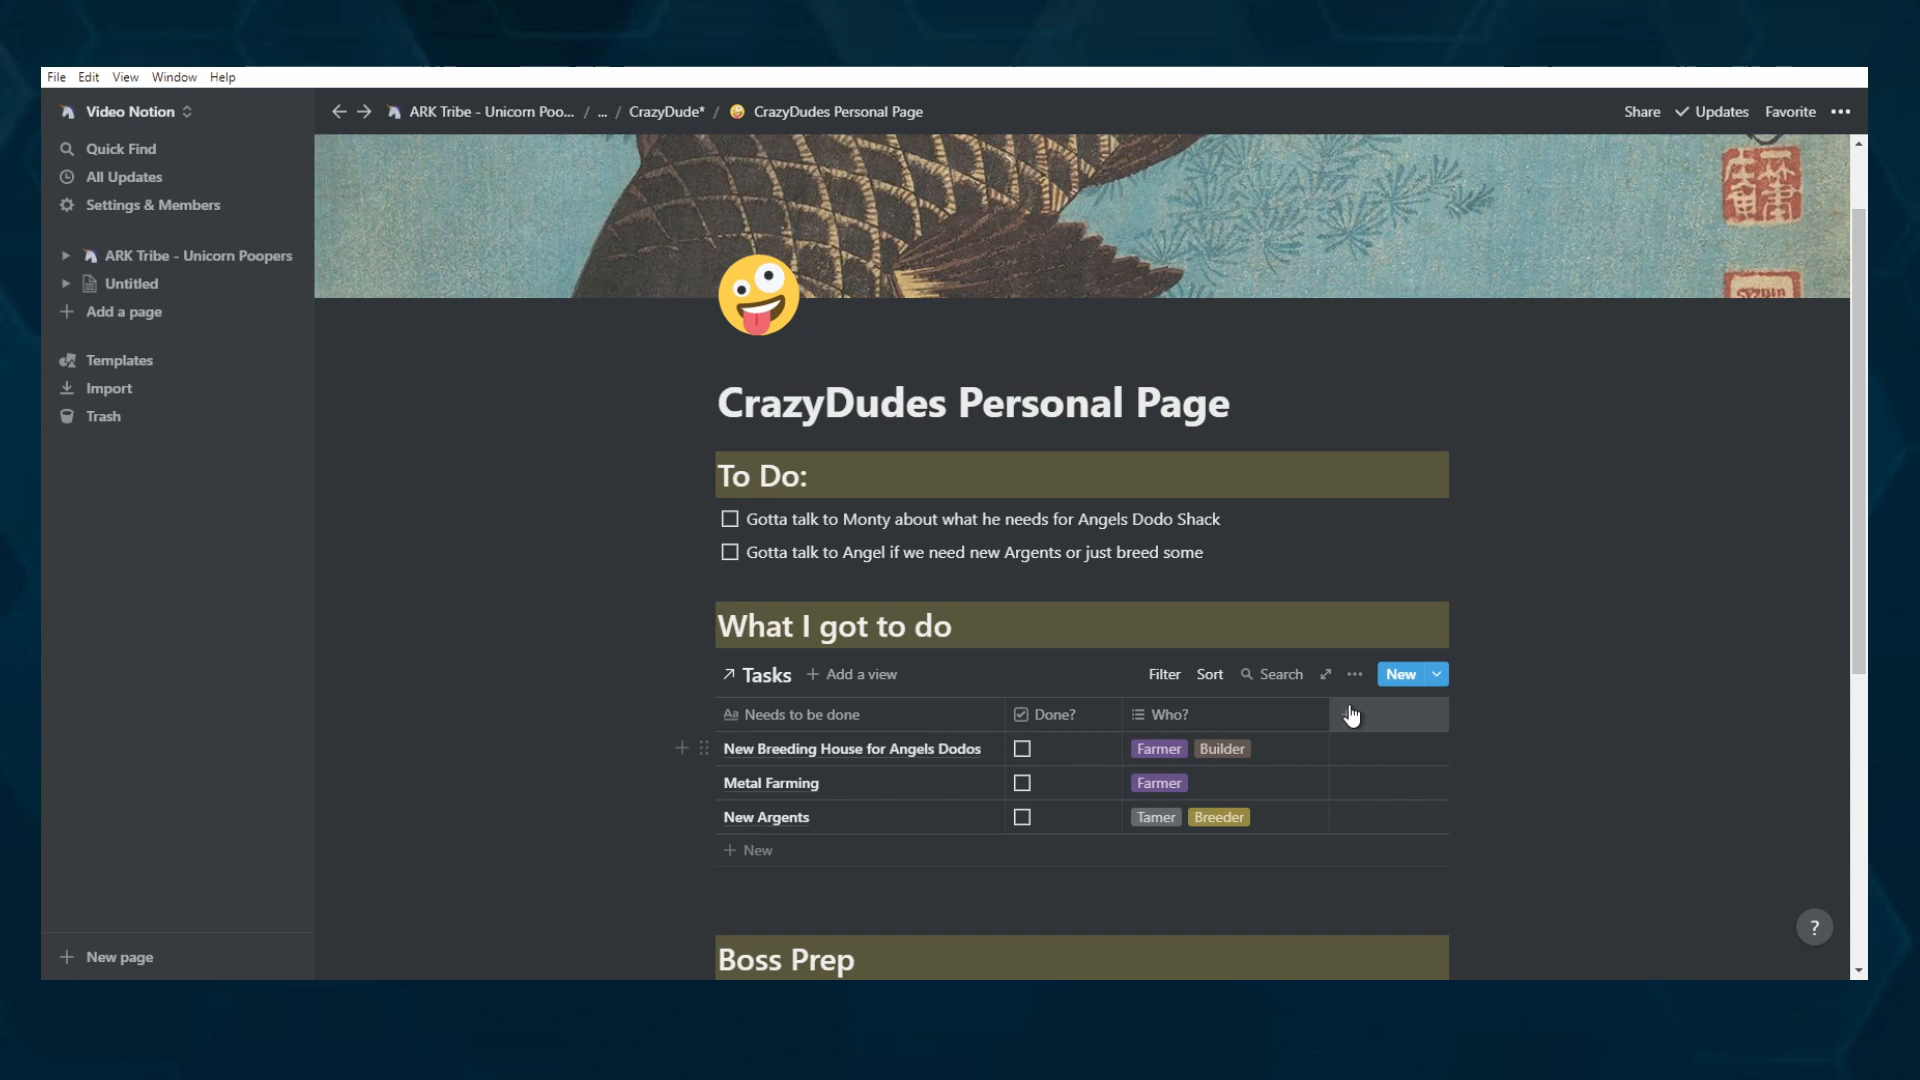 File Edit View Window Help
Video Notion
ARK Tribe - Unicorn Poo... / ... / CrazyDude* / CrazyDudes Personal Page
Share Updates Favorite •••
Quick Find
All Updates
Settings & Members
ARK Tribe - Unicorn Poopers
Untitled
Add a page
Templates
Import
Trash
New page
CrazyDudes Personal Page
To Do:
Gotta talk to Monty about what he needs for Angels Dodo Shack
Gotta talk to Angel if we need new Argents or just breed some
What I got to do
Tasks + Add a view Filter Sort Search ••• New
Aa Needs to be done Done? Who?
New Breeding House for Angels Dodos Farmer Builder
Metal Farming Farmer
New Argents Tamer Breeder
+ New
Boss Prep
?